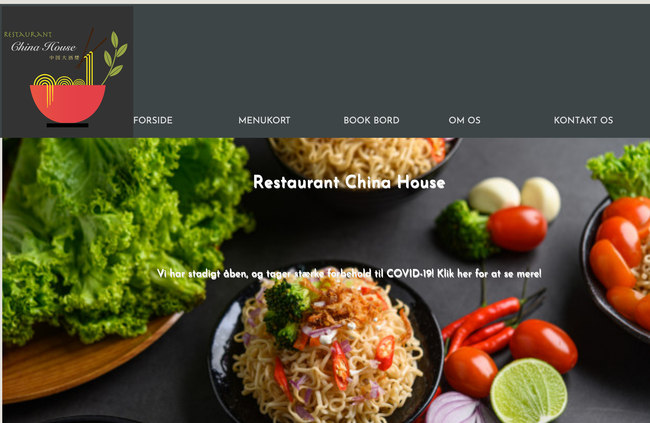 RESTAURANT
China House
中国大酒楼
FORSIDE
MENUKORT
BOOK BORD
OM OS
KONTAKT OS
Restaurant China House
Vi har stadigt åben, og tager stærke forbehold til COVID-19! Klik her for at se mere!